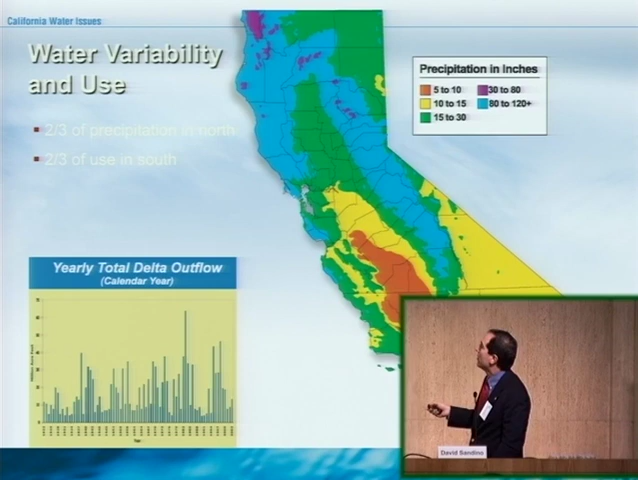 California Water Issues
Water Variability
and Use
2/3 of precipitation in north
2/3 of use in south
Precipitation in Inches
5 to 10
30 to 80
10 to 15
80 to 120+
15 to 30
Yearly Total Delta Outflow
(Calendar Year)
Year
David Sandino